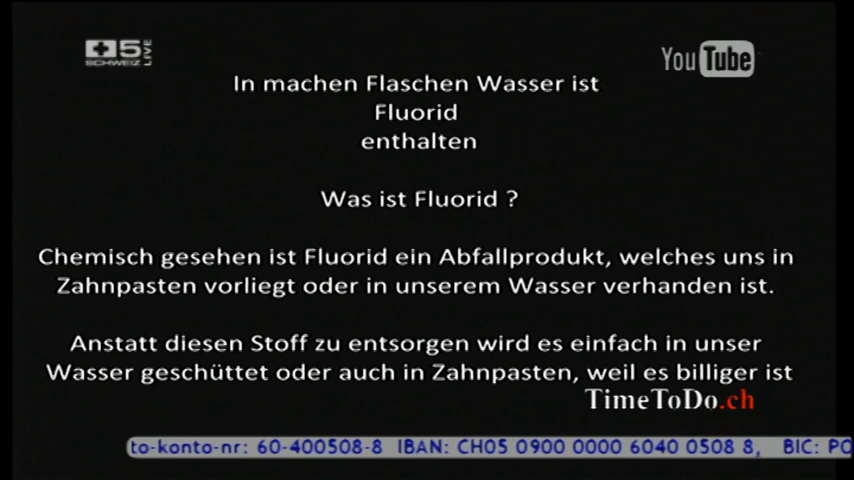 +5
SCHWEIZ LIVE
YouTube
In machen Flaschen Wasser ist
Fluorid
enthalten
Was ist Fluorid ?
Chemisch gesehen ist Fluorid ein Abfallprodukt, welches uns in
Zahnpasten vorliegt oder in unserem Wasser verhanden ist.
Anstatt diesen Stoff zu entsorgen wird es einfach in unser
Wasser geschüttet oder auch in Zahnpasten, weil es billiger ist
TimeToDo.ch
to-konto-nr: 60-400508-8 IBAN: CH05 0900 0000 6040 0508 8, BIC: PO